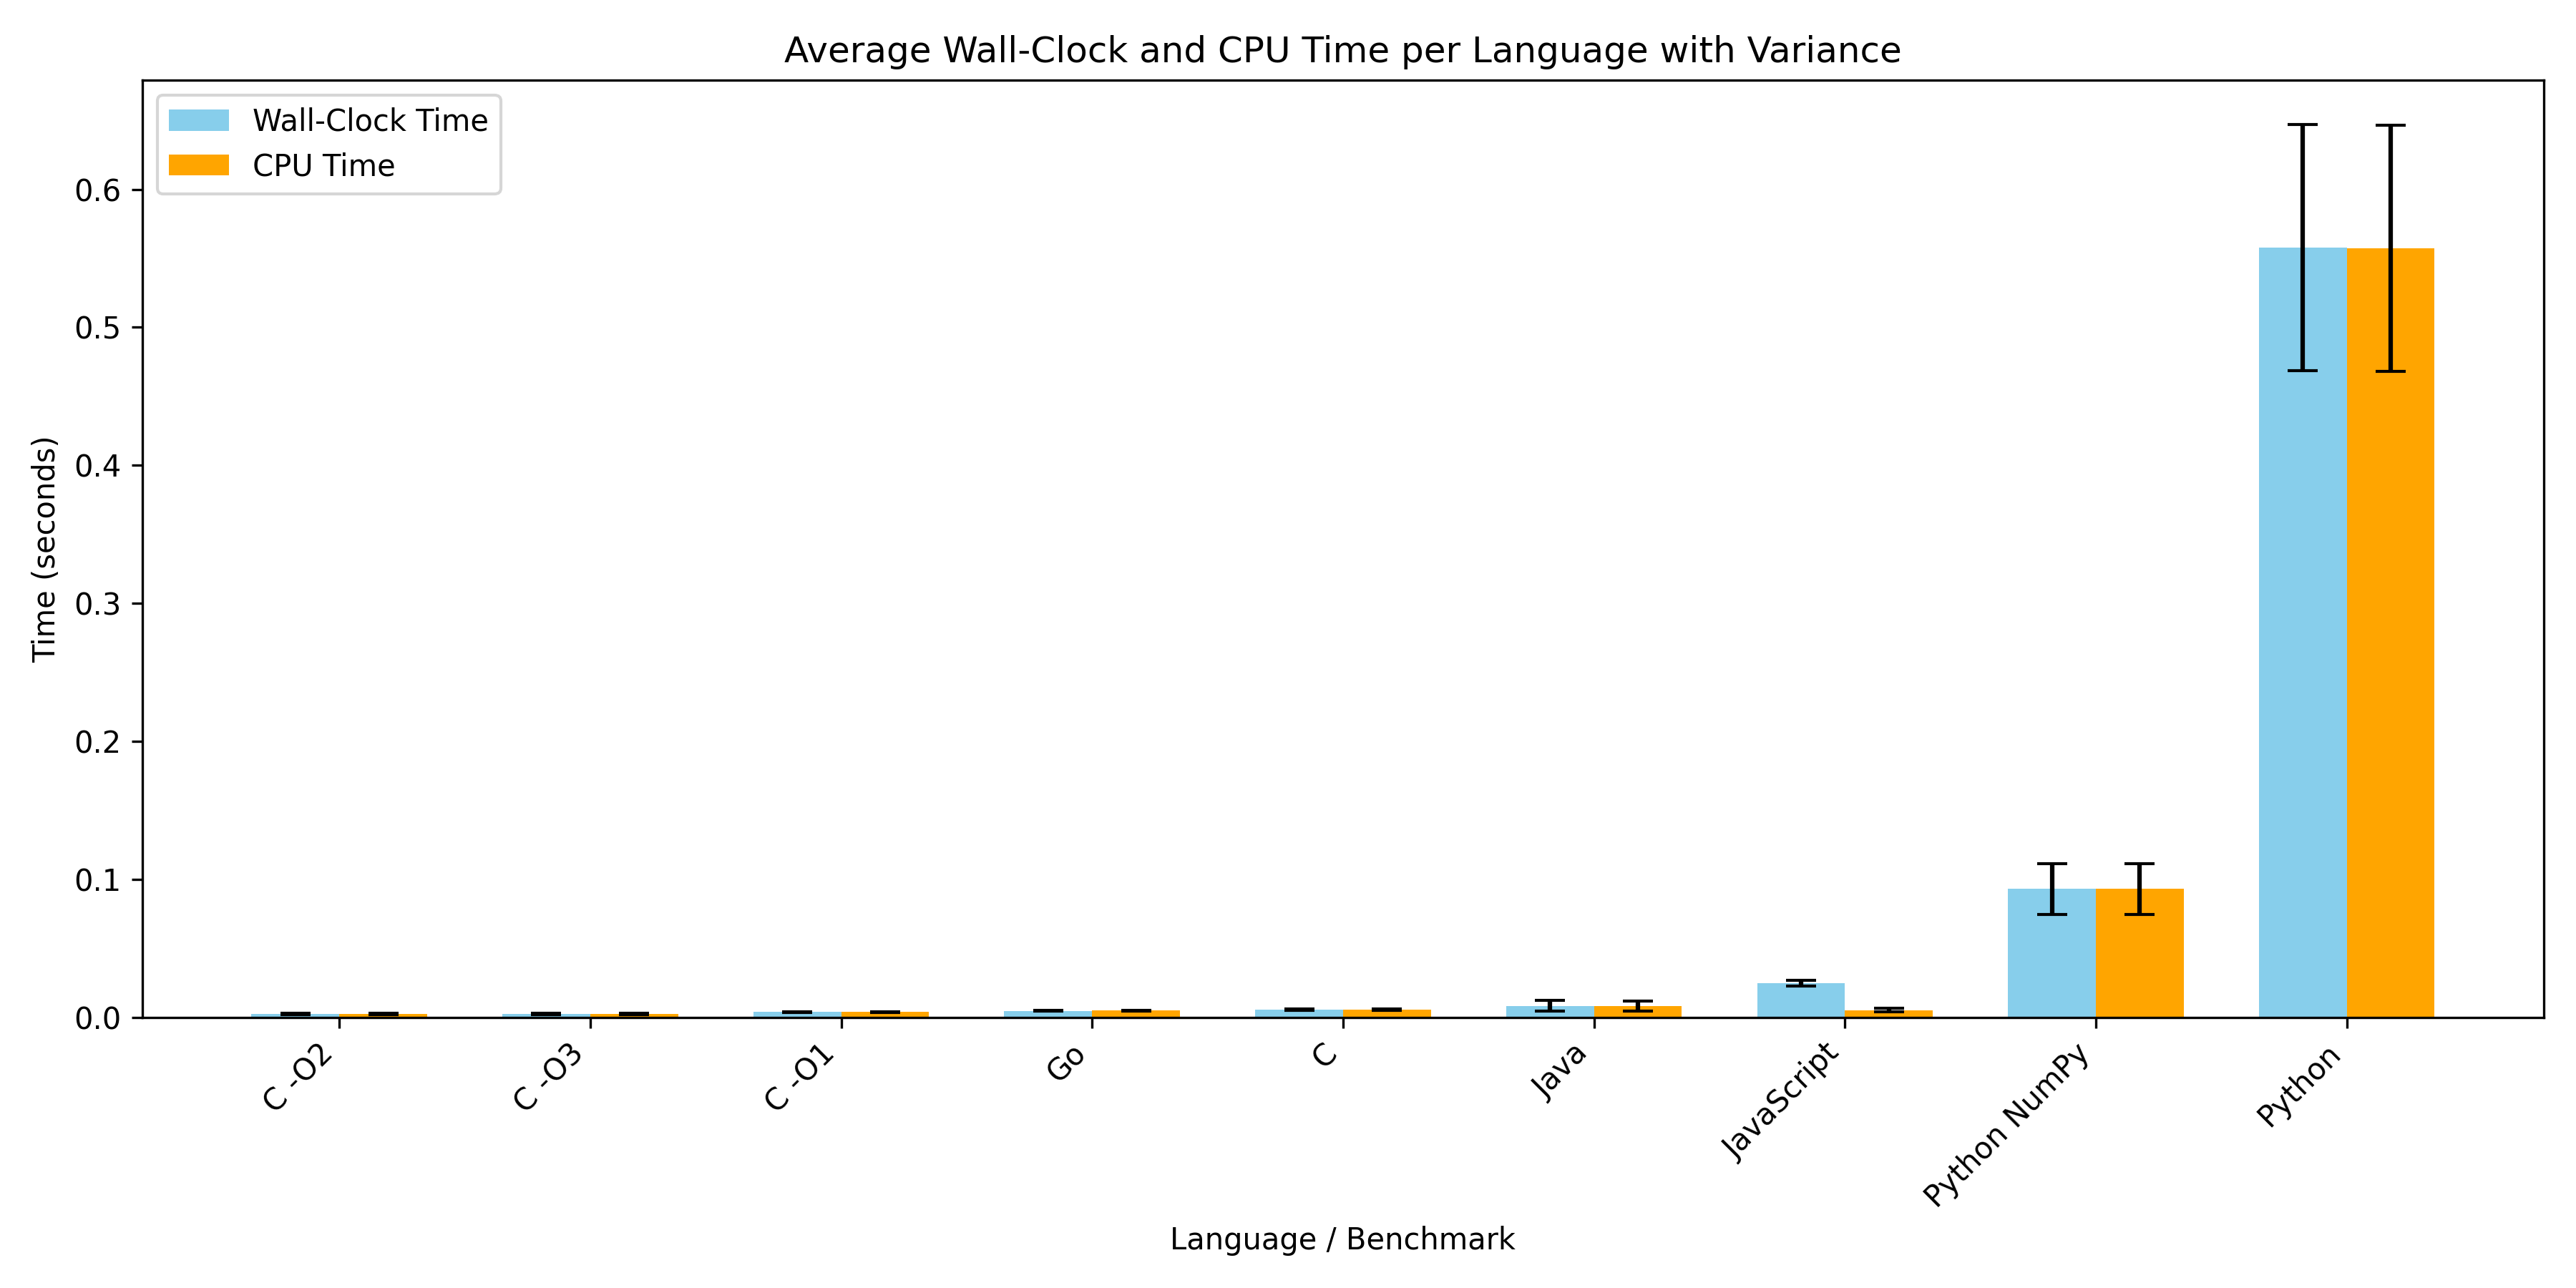 Average Wall-Clock and CPU Time per Language with Variance
Wall-Clock Time
CPU Time
Time (seconds)
0.6
0.5
0.4
0.3
0.2
0.1
0.0
C -O2
C -O3
C -O1
Go
C
Java
JavaScript
Python NumPy
Python
Language / Benchmark